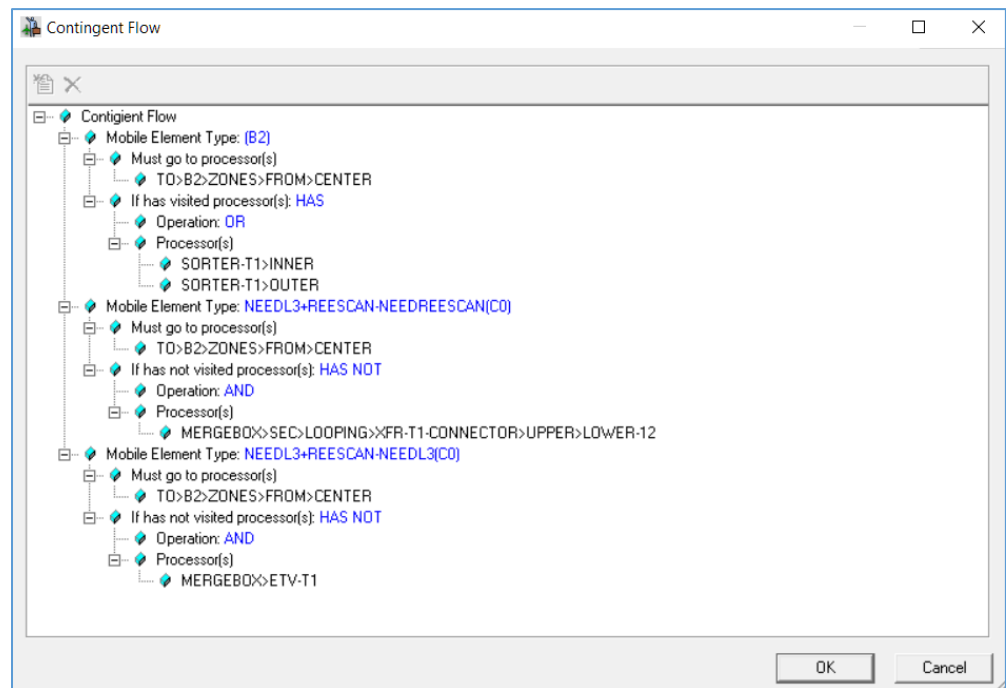 Contingent Flow
Contigient Flow
Mobile Element Type: (B2)
Must go to processor(s)
TO>B2>ZONES>FROM>CENTER
If has visited processor(s): HAS
Operation: OR
Processor(s)
SORTER-T1>INNER
SORTER-T1>OUTER
Mobile Element Type: NEEDL3+REESCAN-NEEDREESCAN(C0)
Must go to processor(s)
TO>B2>ZONES>FROM>CENTER
If has not visited processor(s): HAS NOT
Operation: AND
Processor(s)
MERGEBOX>SEC>LOOPING>XFR-T1-CONNECTOR>UPPER>LOWER-12
Mobile Element Type: NEEDL3+REESCAN-NEEDL3(C0)
Must go to processor(s)
TO>B2>ZONES>FROM>CENTER
If has not visited processor(s): HAS NOT
Operation: AND
Processor(s)
MERGEBOX>ETV-T1
OK Cancel